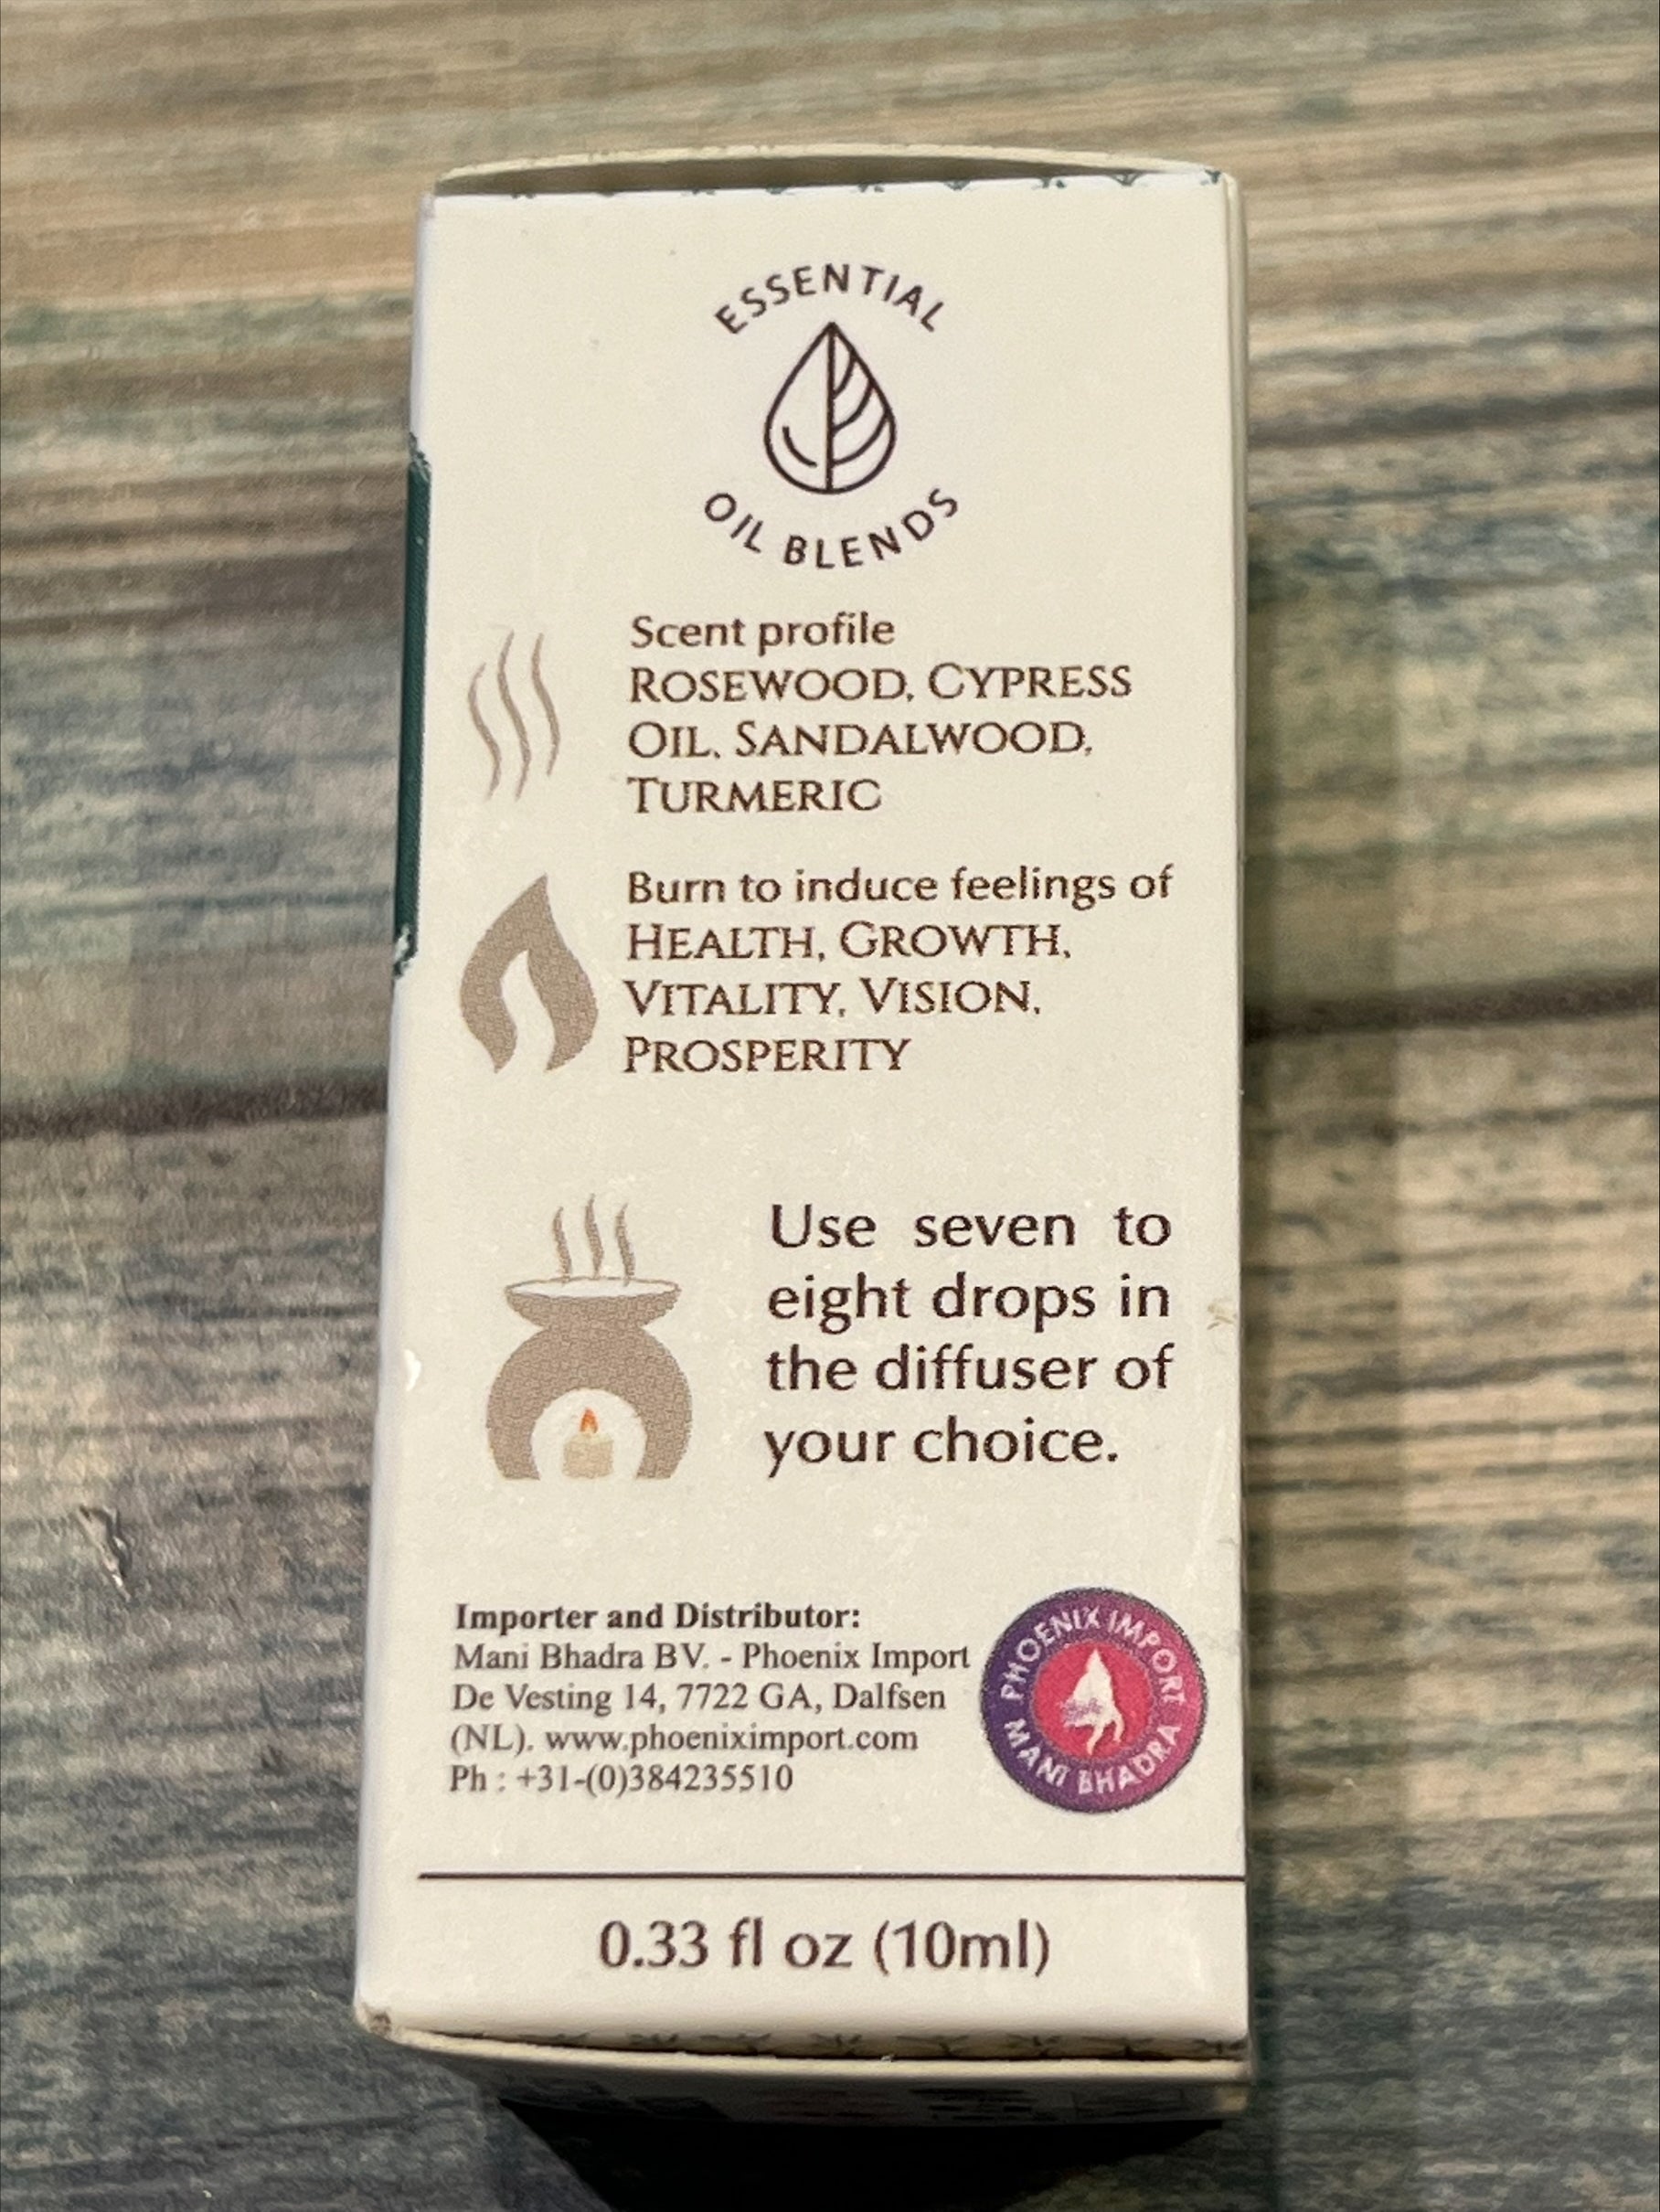 ESSENTIAL
OIL BLENDS
Scent profile
ROSEWOOD, CYPRESS
OIL, SANDALWOOD,
TURMERIC
Burn to induce feelings of
HEALTH, GROWTH,
VITALITY, VISION,
PROSPERITY
Use seven to
eight drops in
the diffuser of
your choice.
Importer and Distributor:
Mani Bhadra BV. - Phoenix Import
De Vesting 14, 7722 GA, Dalfsen
(NL). www.phoeniximport.com
Ph : +31-(0)384235510
PHOENIX IMPORT
MANI BHADRA
0.33 fl oz (10ml)